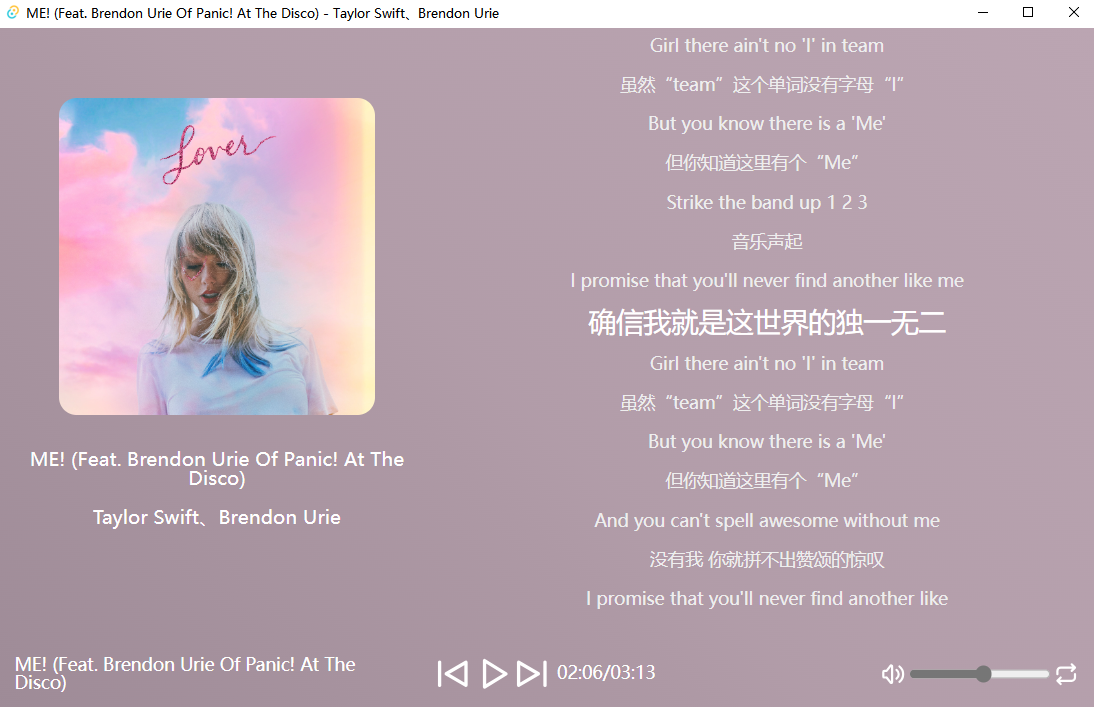 ME! (Feat. Brendon Urie Of Panic! At The Disco) - Taylor Swift、Brendon Urie
Lover
ME! (Feat. Brendon Urie Of Panic! At The
Disco)
Taylor Swift、Brendon Urie
Girl there ain't no 'I' in team
虽然“team”这个单词没有字母“I”
But you know there is a 'Me'
但你知道这里有个“Me”
Strike the band up 1 2 3
音乐声起
I promise that you'll never find another like me
确信我就是这世界的独一无二
Girl there ain't no 'I' in team
虽然“team”这个单词没有字母“I”
But you know there is a 'Me'
但你知道这里有个“Me”
And you can't spell awesome without me
没有我 你就拼不出赞颂的惊叹
I promise that you'll never find another like
ME! (Feat. Brendon Urie Of Panic! At The
Disco)
02:06/03:13